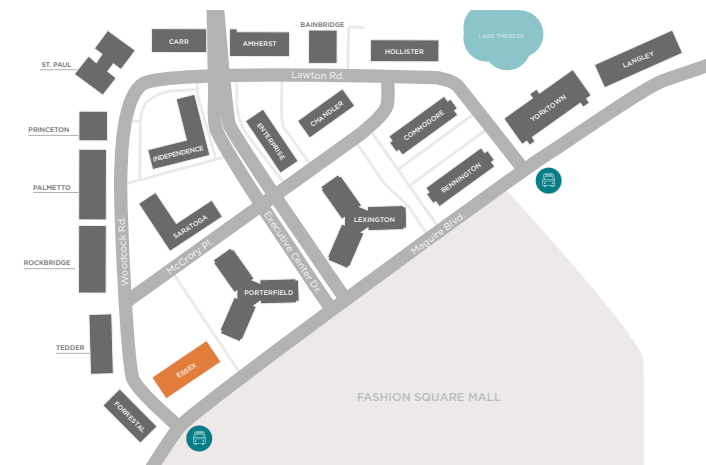 BAINBRIDGE
CARR
AMHERST
HOLLISTER
LAKE THERESA
LANGLEY
ST. PAUL
Lawton Rd.
YORKTOWN
CHANDLER
COMMODORE
ENTERPRISE
PRINCETON
INDEPENDENCE
PALMETTO
BENNINGTON
SARATOGA
LEXINGTON
Maguire Blvd.
Woodcock Rd.
McCrory Pl.
Executive Center Dr.
ROCKBRIDGE
PORTERFIELD
TEDDER
ESSEX
FORRESTAL
FASHION SQUARE MALL